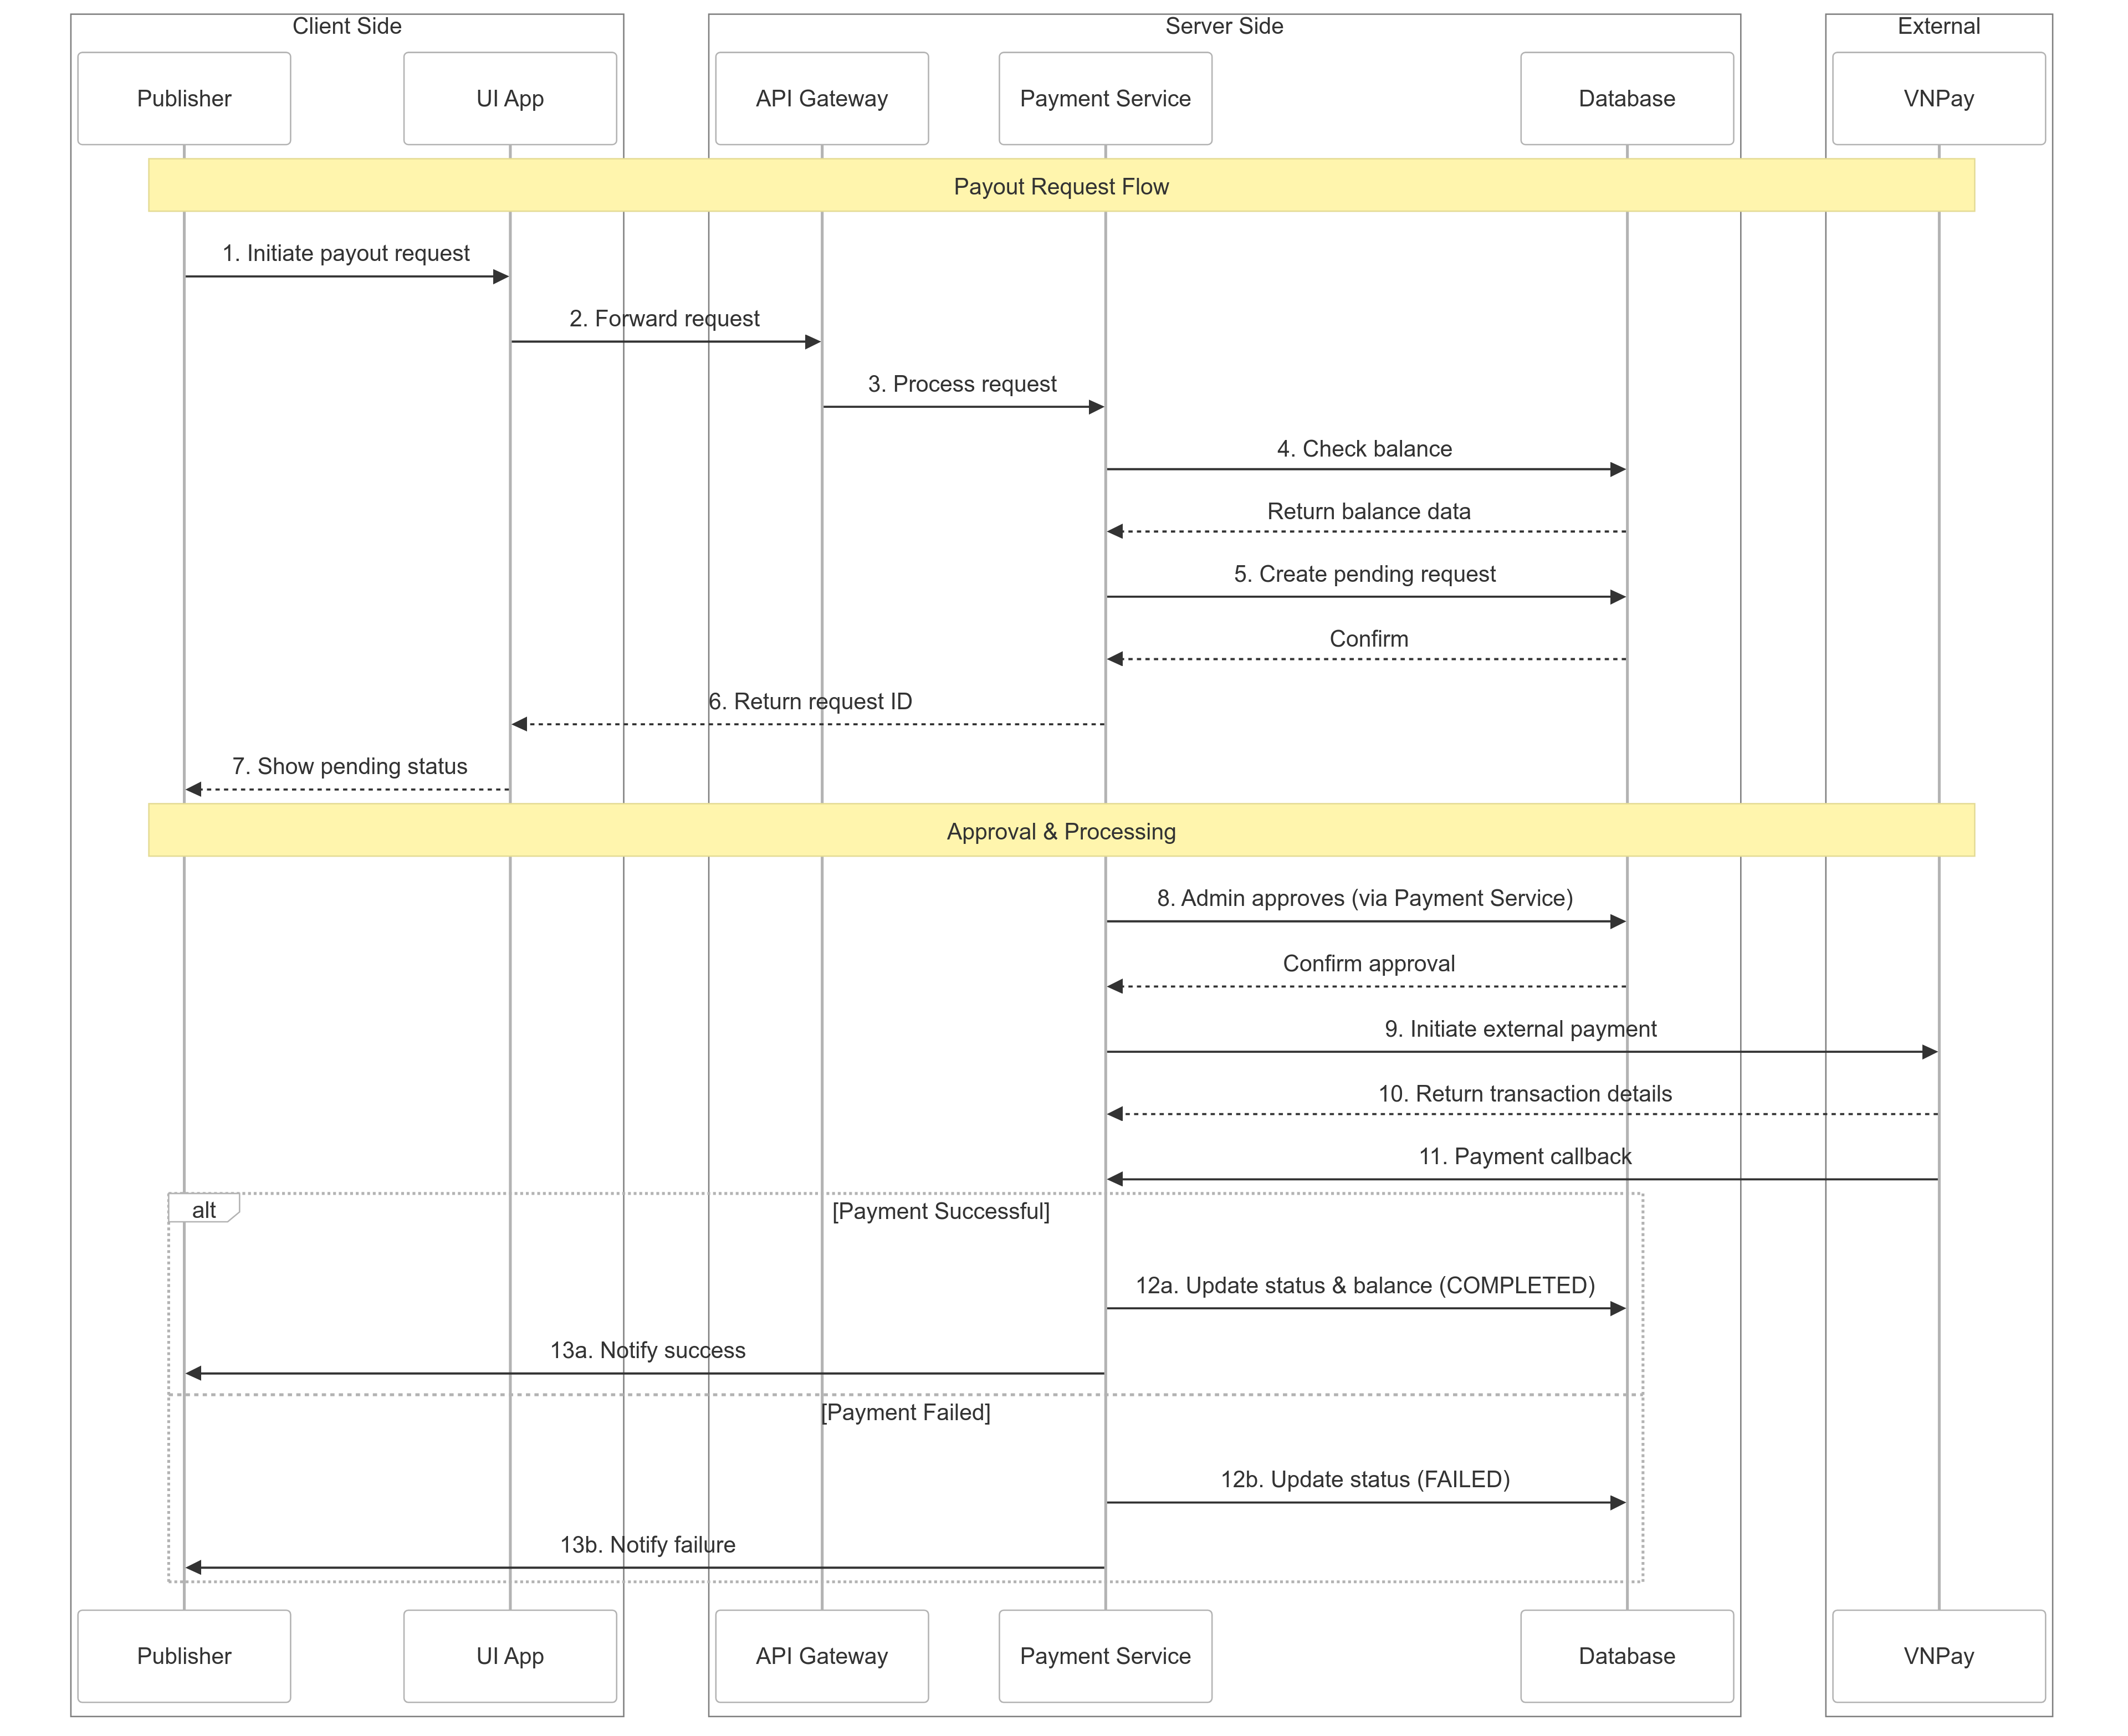 Client Side
Server Side
External
Publisher
UI App
API Gateway
Payment Service
Database
VNPay
Payout Request Flow
1. Initiate payout request
2. Forward request
3. Process request
4. Check balance
Return balance data
5. Create pending request
Confirm
6. Return request ID
7. Show pending status
Approval & Processing
8. Admin approves (via Payment Service)
Confirm approval
9. Initiate external payment
10. Return transaction details
11. Payment callback
alt
[Payment Successful]
12a. Update status & balance (COMPLETED)
13a. Notify success
[Payment Failed]
12b. Update status (FAILED)
13b. Notify failure
Publisher
UI App
API Gateway
Payment Service
Database
VNPay